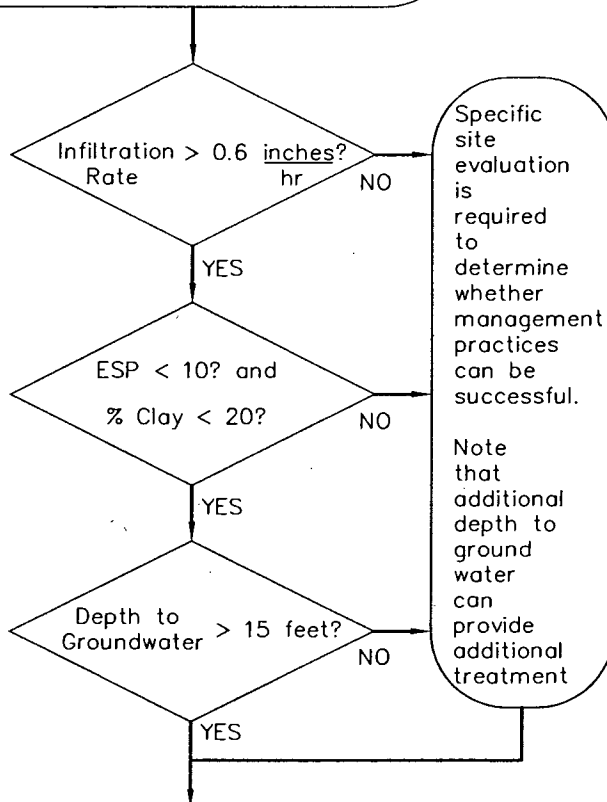 Infiltration > 0.6 inches?
Rate hr
NO
YES
ESP < 10? and
% Clay < 20?
NO
YES
Depth to
Groundwater > 15 feet?
NO
YES
Specific
site
evaluation
is
required
to
determine
whether
management
practices
can be
successful.
Note
that
additional
depth to
ground
water
can
provide
additional
treatment